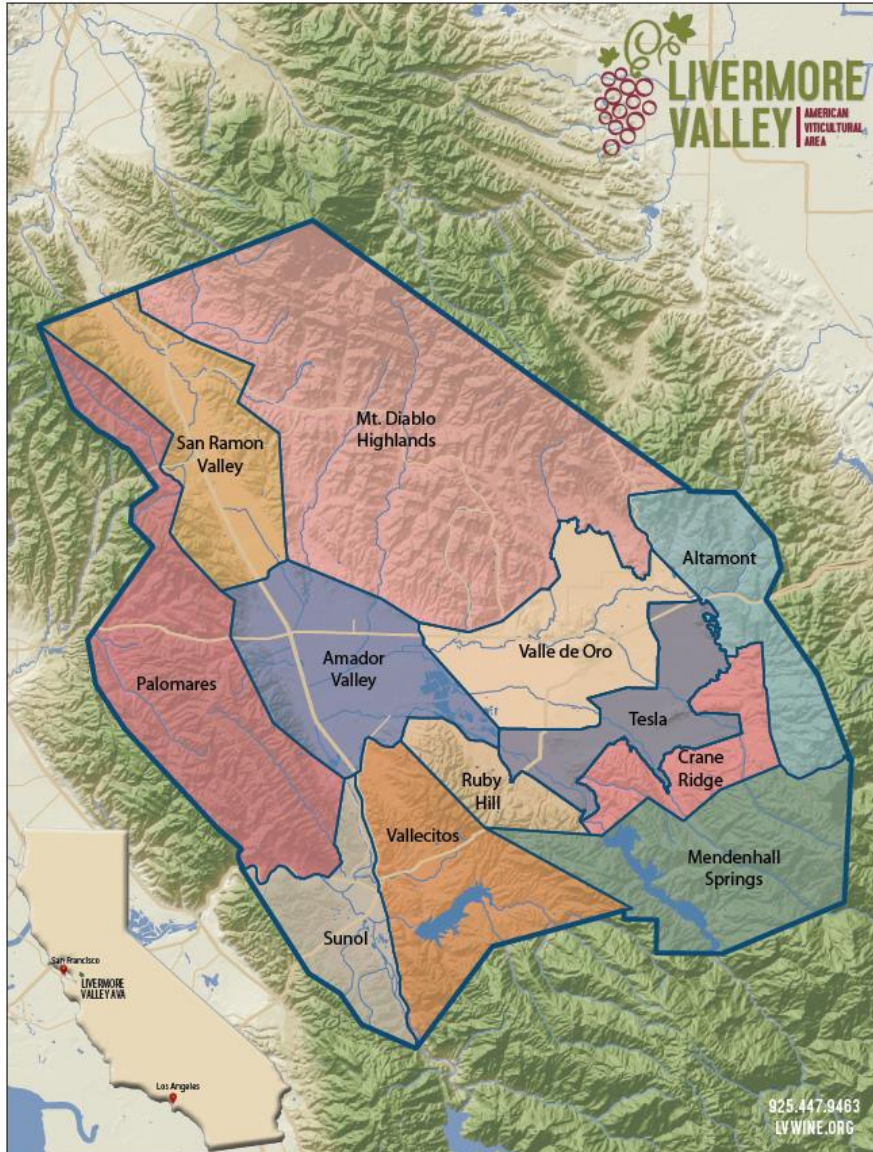 LIVERMORE
VALLEY
AMERICAN
VITICULTURAL
AREA
Mt. Diablo
Highlands
San Ramon
Valley
Altamont
Valle de Oro
Amador
Valley
Palomares
Tesla
Crane
Ridge
Ruby
Hill
Vallecitos
Mendenhall
Springs
Sunol
San Francisco
LIVERMORE
VALLEY AVA
Los Angeles
925.447.9463
LVWINE.ORG